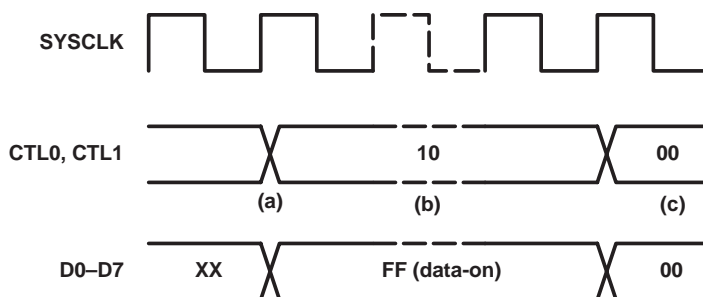 SYSCLK
CTL0, CTL1 10 00
(a) (b) (c)
D0–D7 XX FF (data-on) 00